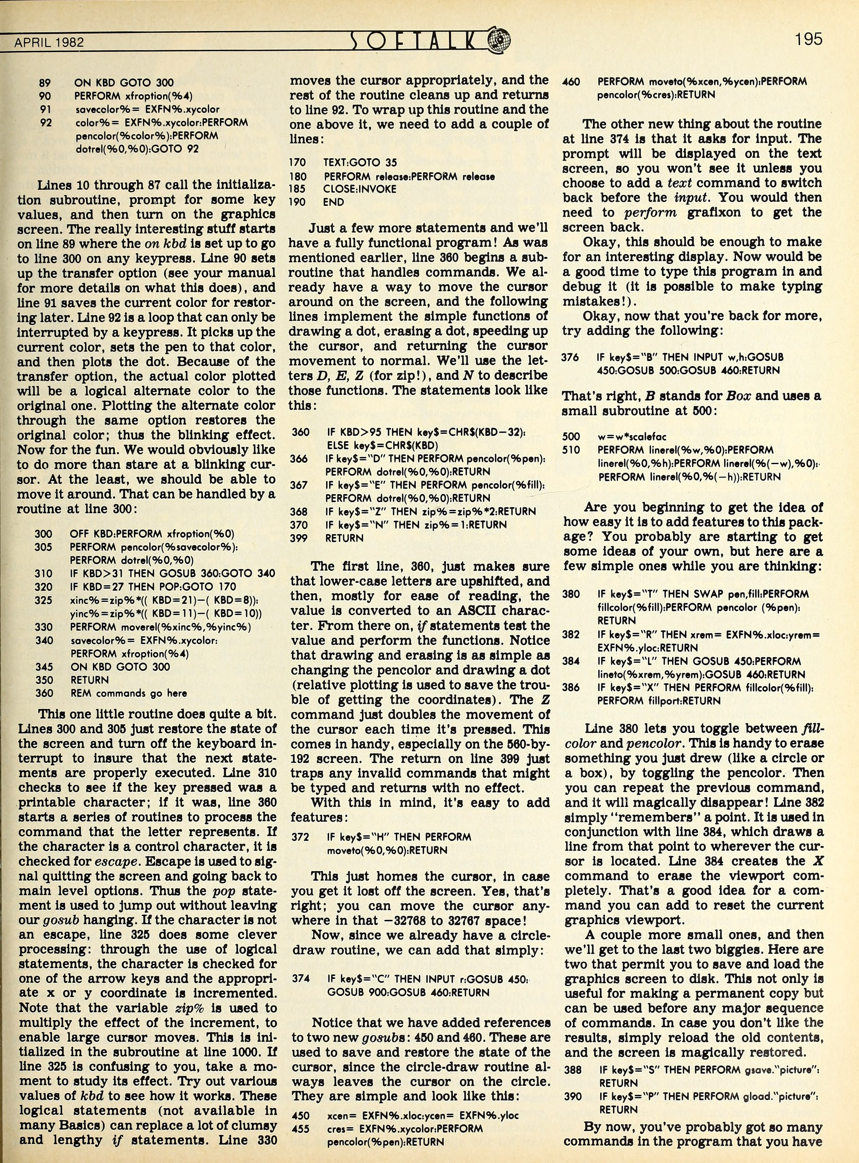 APRIL 1982
SOFTALK
195
89 ON KBD GOTO 300
90 PERFORM xfroption(%4)
91 savecolor%= EXFN%.xycolor
92 color%= EXFN%.xycolor:PERFORM
pencolor(%color%):PERFORM
dotrel(%0,%0):GOTO 92
Lines 10 through 87 call the initializa-
tion subroutine, prompt for some key
values, and then turn on the graphics
screen. The really interesting stuff starts
on line 89 where the on kbd is set up to go
to line 300 on any keypress. Line 90 sets
up the transfer option (see your manual
for more details on what this does), and
line 91 saves the current color for restor-
ing later. Line 92 is a loop that can only be
interrupted by a keypress. It picks up the
current color, sets the pen to that color,
and then plots the dot. Because of the
transfer option, the actual color plotted
will be a logical alternate color to the
original one. Plotting the alternate color
through the same option restores the
original color; thus the blinking effect.
Now for the fun. We would obviously like
to do more than stare at a blinking cur-
sor. At the least, we should be able to
move it around. That can be handled by a
routine at line 300:
300 OFF KBD:PERFORM xfroption(%0)
305 PERFORM pencolor(%savecolor%):
PERFORM dotrel(%0,%0)
310 IF KBD>31 THEN GOSUB 360:GOTO 340
320 IF KBD=27 THEN POP:GOTO 170
325 xinc%=zip%*(( KBD=21)-( KBD=8)):
yinc%=zip%*(( KBD=11)-( KBD=10))
330 PERFORM moverel(%xinc%,%yinc%)
340 savecolor%= EXFN%.xycolor:
PERFORM xfroption(%4)
345 ON KBD GOTO 300
350 RETURN
360 REM commands go here
This one little routine does quite a bit.
Lines 300 and 305 just restore the state of
the screen and turn off the keyboard in-
terrupt to insure that the next state-
ments are properly executed. Line 310
checks to see if the key pressed was a
printable character; if it was, line 360
starts a series of routines to process the
command that the letter represents. If
the character is a control character, it is
checked for escape. Escape is used to sig-
nal quitting the screen and going back to
main level options. Thus the pop state-
ment is used to jump out without leaving
our gosub hanging. If the character is not
an escape, line 325 does some clever
processing: through the use of logical
statements, the character is checked for
one of the arrow keys and the appropri-
ate x or y coordinate is incremented.
Note that the variable zip% is used to
multiply the effect of the increment, to
enable large cursor moves. This is ini-
tialized in the subroutine at line 1000. If
line 325 is confusing to you, take a mo-
ment to study its effect. Try out various
values of kbd to see how it works. These
logical statements (not available in
many Basics) can replace a lot of clumsy
and lengthy if statements. Line 330
moves the cursor appropriately, and the
rest of the routine cleans up and returns
to line 92. To wrap up this routine and the
one above it, we need to add a couple of
lines:
170 TEXT:GOTO 35
180 PERFORM release:PERFORM release
185 CLOSE:INVOKE
190 END
Just a few more statements and we'll
have a fully functional program! As was
mentioned earlier, line 360 begins a sub-
routine that handles commands. We al-
ready have a way to move the cursor
around on the screen, and the following
lines implement the simple functions of
drawing a dot, erasing a dot, speeding up
the cursor, and returning the cursor
movement to normal. We'll use the let-
ters D, E, Z (for zip!), and N to describe
those functions. The statements look like
this:
360 IF KBD>95 THEN key$=CHR$(KBD-32):
ELSE key$=CHR$(KBD)
366 IF key$="D" THEN PERFORM pencolor(%pen):
PERFORM dotrel(%0,%0):RETURN
367 IF key$="E" THEN PERFORM pencolor(%fill):
PERFORM dotrel(%0,%0):RETURN
368 IF key$="Z" THEN zip%=zip%*2:RETURN
370 IF key$="N" THEN zip%=1:RETURN
399 RETURN
The first line, 360, just makes sure
that lower-case letters are upshifted, and
then, mostly for ease of reading, the
value is converted to an ASCII charac-
ter. From there on, if statements test the
value and perform the functions. Notice
that drawing and erasing is as simple as
changing the pencolor and drawing a dot
(relative plotting is used to save the trou-
ble of getting the coordinates). The Z
command just doubles the movement of
the cursor each time it's pressed. This
comes in handy, especially on the 560-by-
192 screen. The return on line 399 just
traps any invalid commands that might
be typed and returns with no effect.
With this in mind, it's easy to add
features:
372 IF key$="H" THEN PERFORM
moveto(%0,%0):RETURN
This just homes the cursor, in case
you get it lost off the screen. Yes, that's
right; you can move the cursor any-
where in that -32768 to 32767 space!
Now, since we already have a circle-
draw routine, we can add that simply:
374 IF key$="C" THEN INPUT r:GOSUB 450:
GOSUB 900:GOSUB 460:RETURN
Notice that we have added references
to two new gosubs: 450 and 460. These are
used to save and restore the state of the
cursor, since the circle-draw routine al-
ways leaves the cursor on the circle.
They are simple and look like this:
450 xcen= EXFN%.xloc:ycen= EXFN%.yloc
455 cres= EXFN%.xycolor:PERFORM
pencolor(%pen):RETURN
460 PERFORM moveto(%xcen,%ycen):PERFORM
pencolor(%cres):RETURN
The other new thing about the routine
at line 374 is that it asks for input. The
prompt will be displayed on the text
screen, so you won't see it unless you
choose to add a text command to switch
back before the input. You would then
need to perform grafixon to get the
screen back.
Okay, this should be enough to make
for an interesting display. Now would be
a good time to type this program in and
debug it (it is possible to make typing
mistakes!).
Okay, now that you're back for more,
try adding the following:
376 IF key$="B" THEN INPUT w,h:GOSUB
450:GOSUB 500:GOSUB 460:RETURN
That's right, B stands for Box and uses a
small subroutine at 500:
500 w=w*scalefac
510 PERFORM linerel(%w,%0):PERFORM
linerel(%0,%h):PERFORM linerel(%(-w),%0):
PERFORM linerel(%0,%(-h)):RETURN
Are you beginning to get the idea of
how easy it is to add features to this pack-
age? You probably are starting to get
some ideas of your own, but here are a
few simple ones while you are thinking:
380 IF key$="T" THEN SWAP pen,fill:PERFORM
fillcolor(%fill):PERFORM pencolor (%pen):
RETURN
382 IF key$="R" THEN xrem= EXFN%.xloc:yrem=
EXFN%.yloc:RETURN
384 IF key$="L" THEN GOSUB 450:PERFORM
lineto(%xrem,%yrem):GOSUB 460:RETURN
386 IF key$="X" THEN PERFORM fillcolor(%fill):
PERFORM fillport:RETURN
Line 380 lets you toggle between fill-
color and pencolor. This is handy to erase
something you just drew (like a circle or
a box), by toggling the pencolor. Then
you can repeat the previous command,
and it will magically disappear! Line 382
simply "remembers" a point. It is used in
conjunction with line 384, which draws a
line from that point to wherever the cur-
sor is located. Line 384 creates the X
command to erase the viewport com-
pletely. That's a good idea for a com-
mand you can add to reset the current
graphics viewport.
A couple more small ones, and then
we'll get to the last two biggies. Here are
two that permit you to save and load the
graphics screen to disk. This not only is
useful for making a permanent copy but
can be used before any major sequence
of commands. In case you don't like the
results, simply reload the old contents,
and the screen is magically restored.
388 IF key$="S" THEN PERFORM gsave."picture":
RETURN
390 IF key$="P" THEN PERFORM gload."picture":
RETURN
By now, you've probably got so many
commands in the program that you have